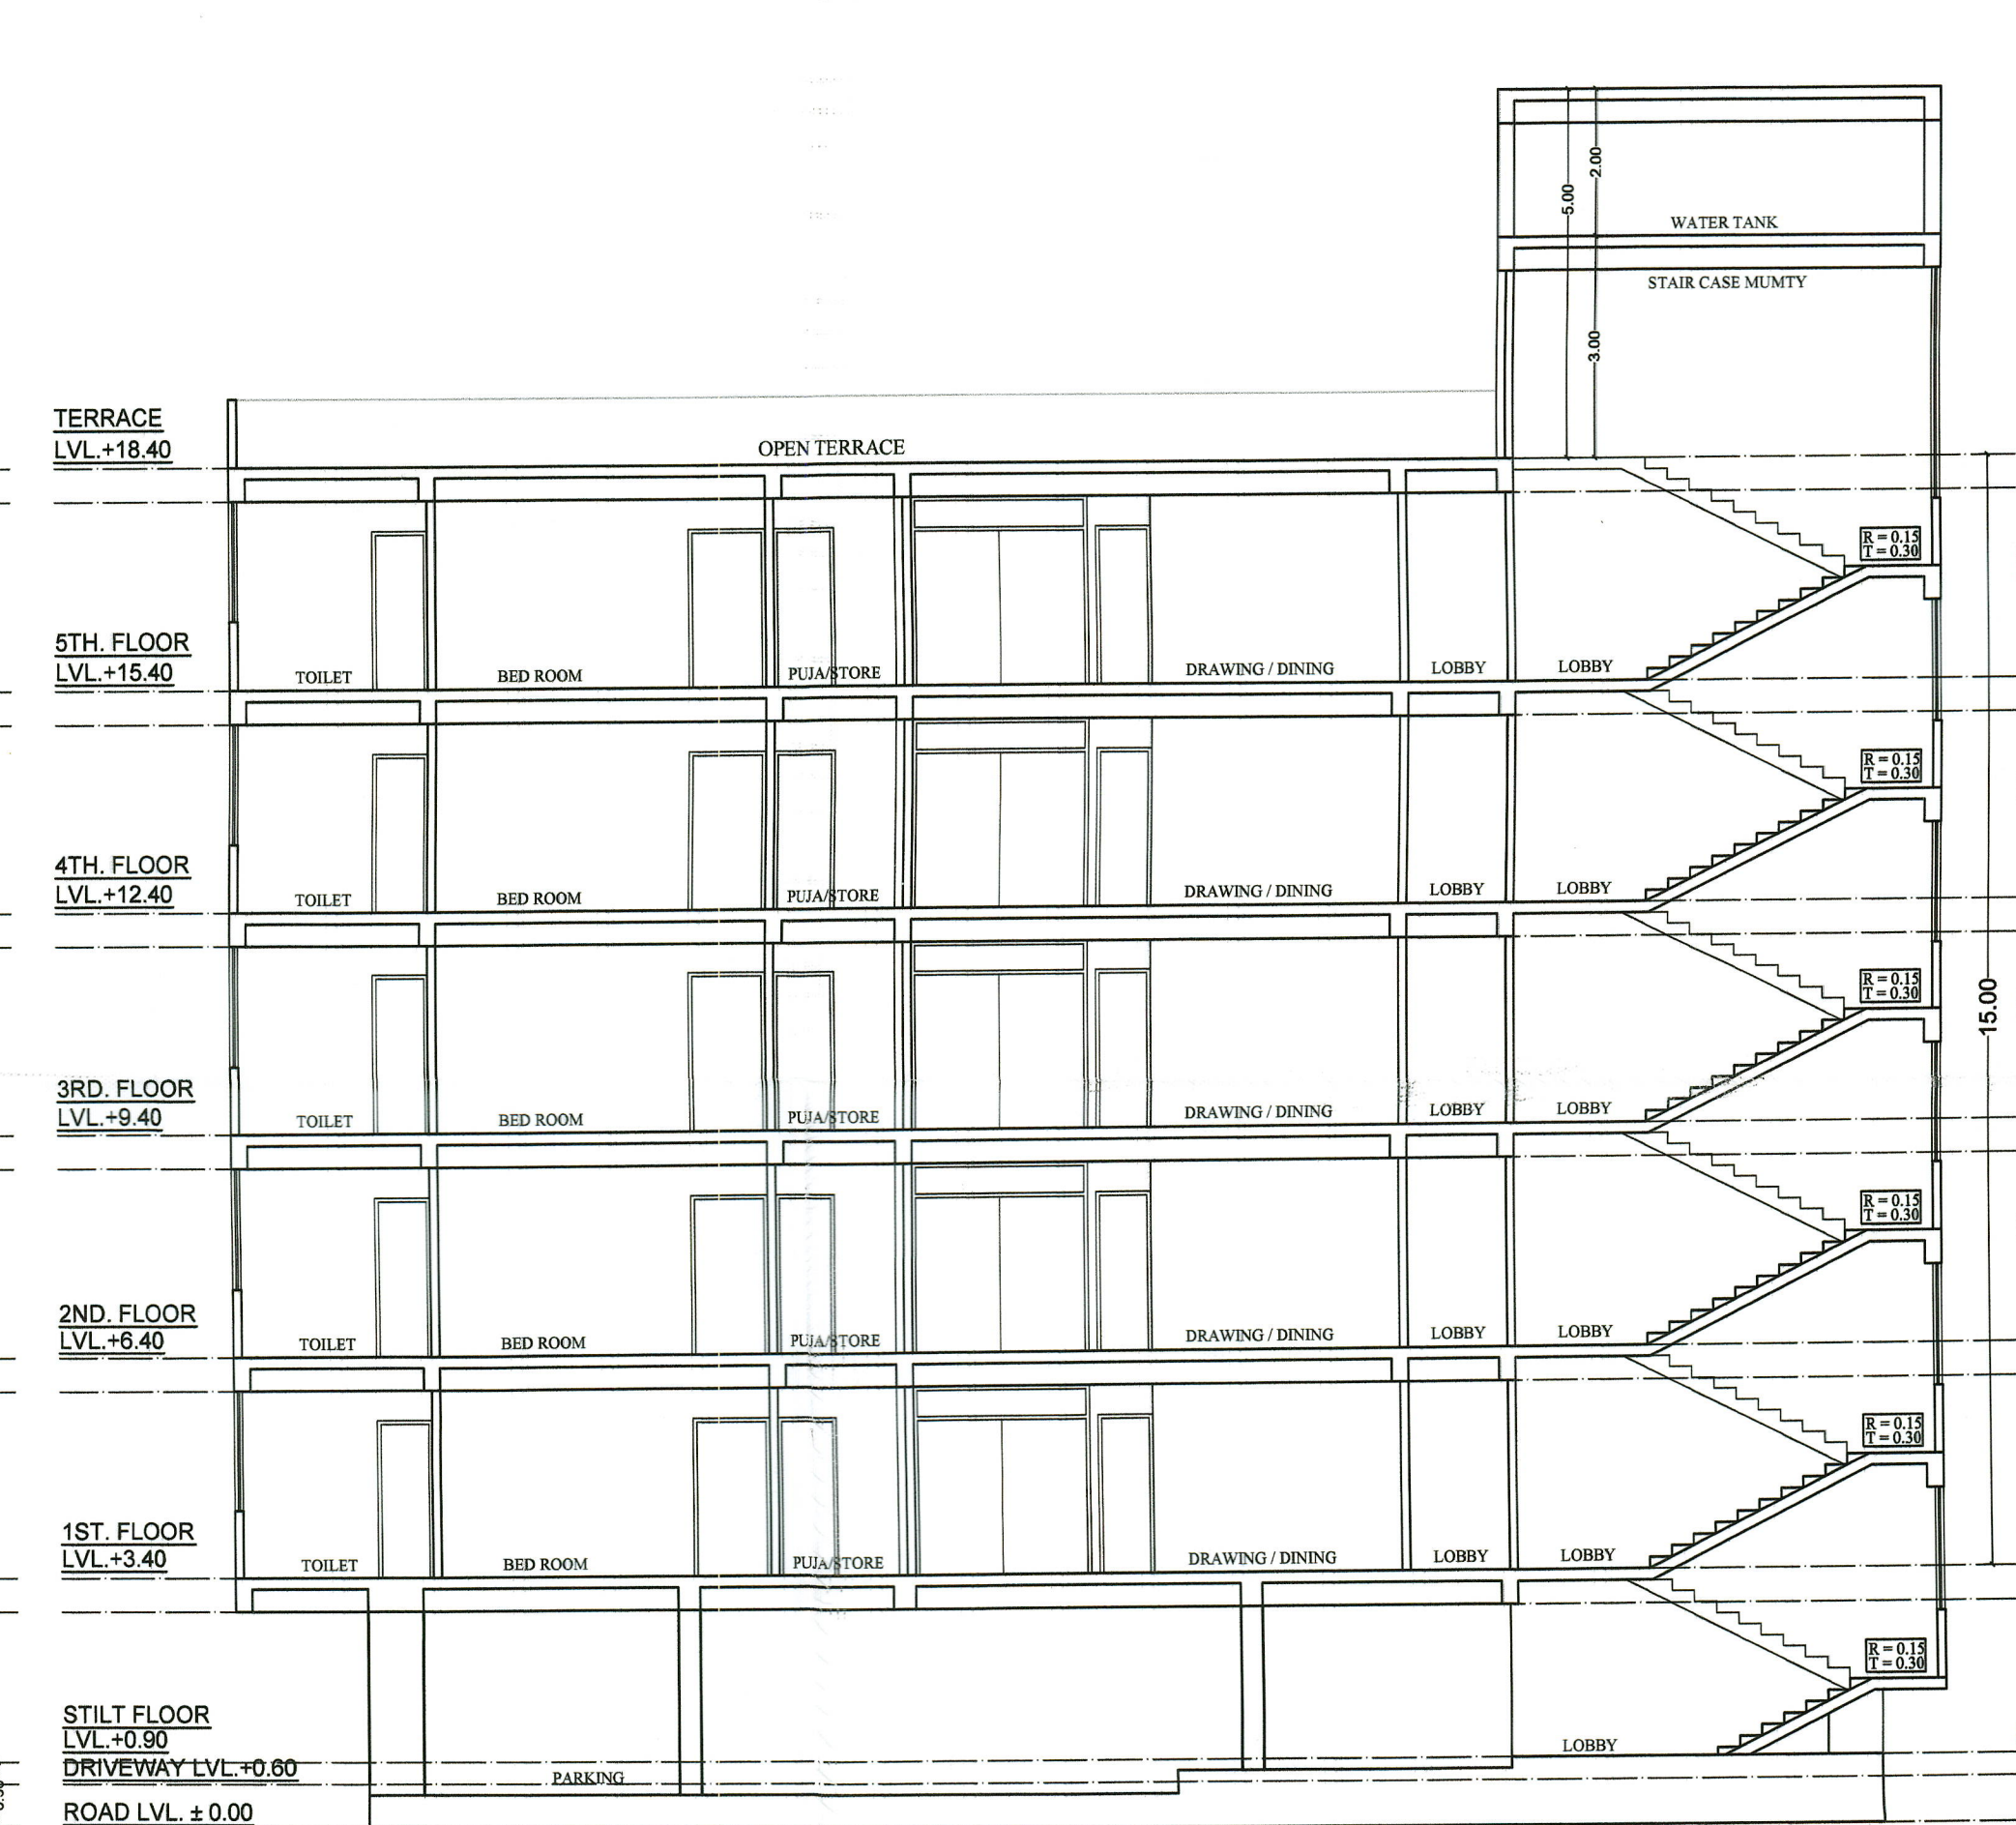 5.00
2.00
WATER TANK
STAIR CASE MUMTY
3.00
TERRACE
LVL.+18.40
OPEN TERRACE
R = 0.15
T = 0.30
5TH. FLOOR
LVL.+15.40
TOILET
BED ROOM
PUJA/STORE
DRAWING / DINING
LOBBY
LOBBY
R = 0.15
T = 0.30
4TH. FLOOR
LVL.+12.40
TOILET
BED ROOM
PUJA/STORE
DRAWING / DINING
LOBBY
LOBBY
R = 0.15
T = 0.30
15.00
3RD. FLOOR
LVL.+9.40
TOILET
BED ROOM
PUJA/STORE
DRAWING / DINING
LOBBY
LOBBY
R = 0.15
T = 0.30
2ND. FLOOR
LVL.+6.40
TOILET
BED ROOM
PUJA/STORE
DRAWING / DINING
LOBBY
LOBBY
R = 0.15
T = 0.30
1ST. FLOOR
LVL.+3.40
TOILET
BED ROOM
PUJA/STORE
DRAWING / DINING
LOBBY
LOBBY
R = 0.15
T = 0.30
STILT FLOOR
LVL.+0.90
LOBBY
DRIVEWAY LVL.+0.60
PARKING
ROAD LVL. ± 0.00